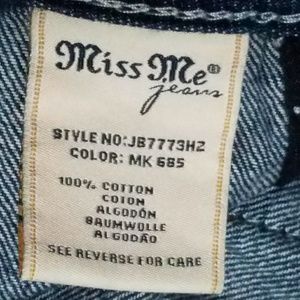 Miss Me®
jeans
STYLE NO:JB7773H2
COLOR: MK 685
100% COTTON
COTON
ALGODÓN
BAUMWOLLE
ALGODÃO
SEE REVERSE FOR CARE